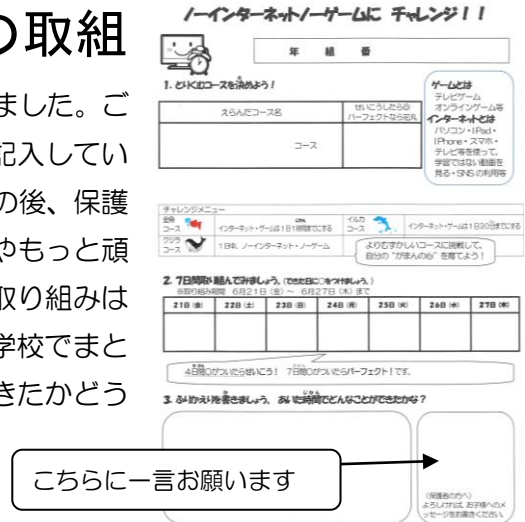 の取組
ました。ご
記入してい
の後、保護
やもっと頑
取り組みは
学校でまと
きたかどう
こちらに一言お願います
ノーインターネット/ノーゲームに チャレンジ！！
年 組 番
1. とりくむコースを決めよう！
えらんだコース名
せいこうしたら○
パーフェクトなら花丸
コース
ゲームとは
テレビゲーム
オンラインゲーム等
インターネットとは
パソコン・IPad・
IPhone・スマホ・
テレビ等を使って、
学習ではない動画を
見る・SNSの利用等
チャレンジメニュー
金魚
コース
インターネット・ゲームは1日1時間までにする
イルカ
コース
インターネット・ゲームは1日30分までにする
クジラ
コース
1日中、ノーインターネット・ノーゲーム
よりむずかしいコースに挑戦して、
自分の“がまんの心”を育てよう！
2. 7日間取り組んでみましょう。(できた日に○をつけましょう。)
※取り組み期間 6月21日（金）～ 6月27日（木）まで
21日（金） 22日（土） 23日（日） 24日（月） 25日（火） 26日（水） 27日（木）
4日間○がついたらせいこう！ 7日間○がついたらパーフェクト！です。
3. ふりかえりを書きましょう。あいた時間でどんなことができたかな？
（保護者の方へ）
よろしければ、お子様へのメ
ッセージをお書きください。